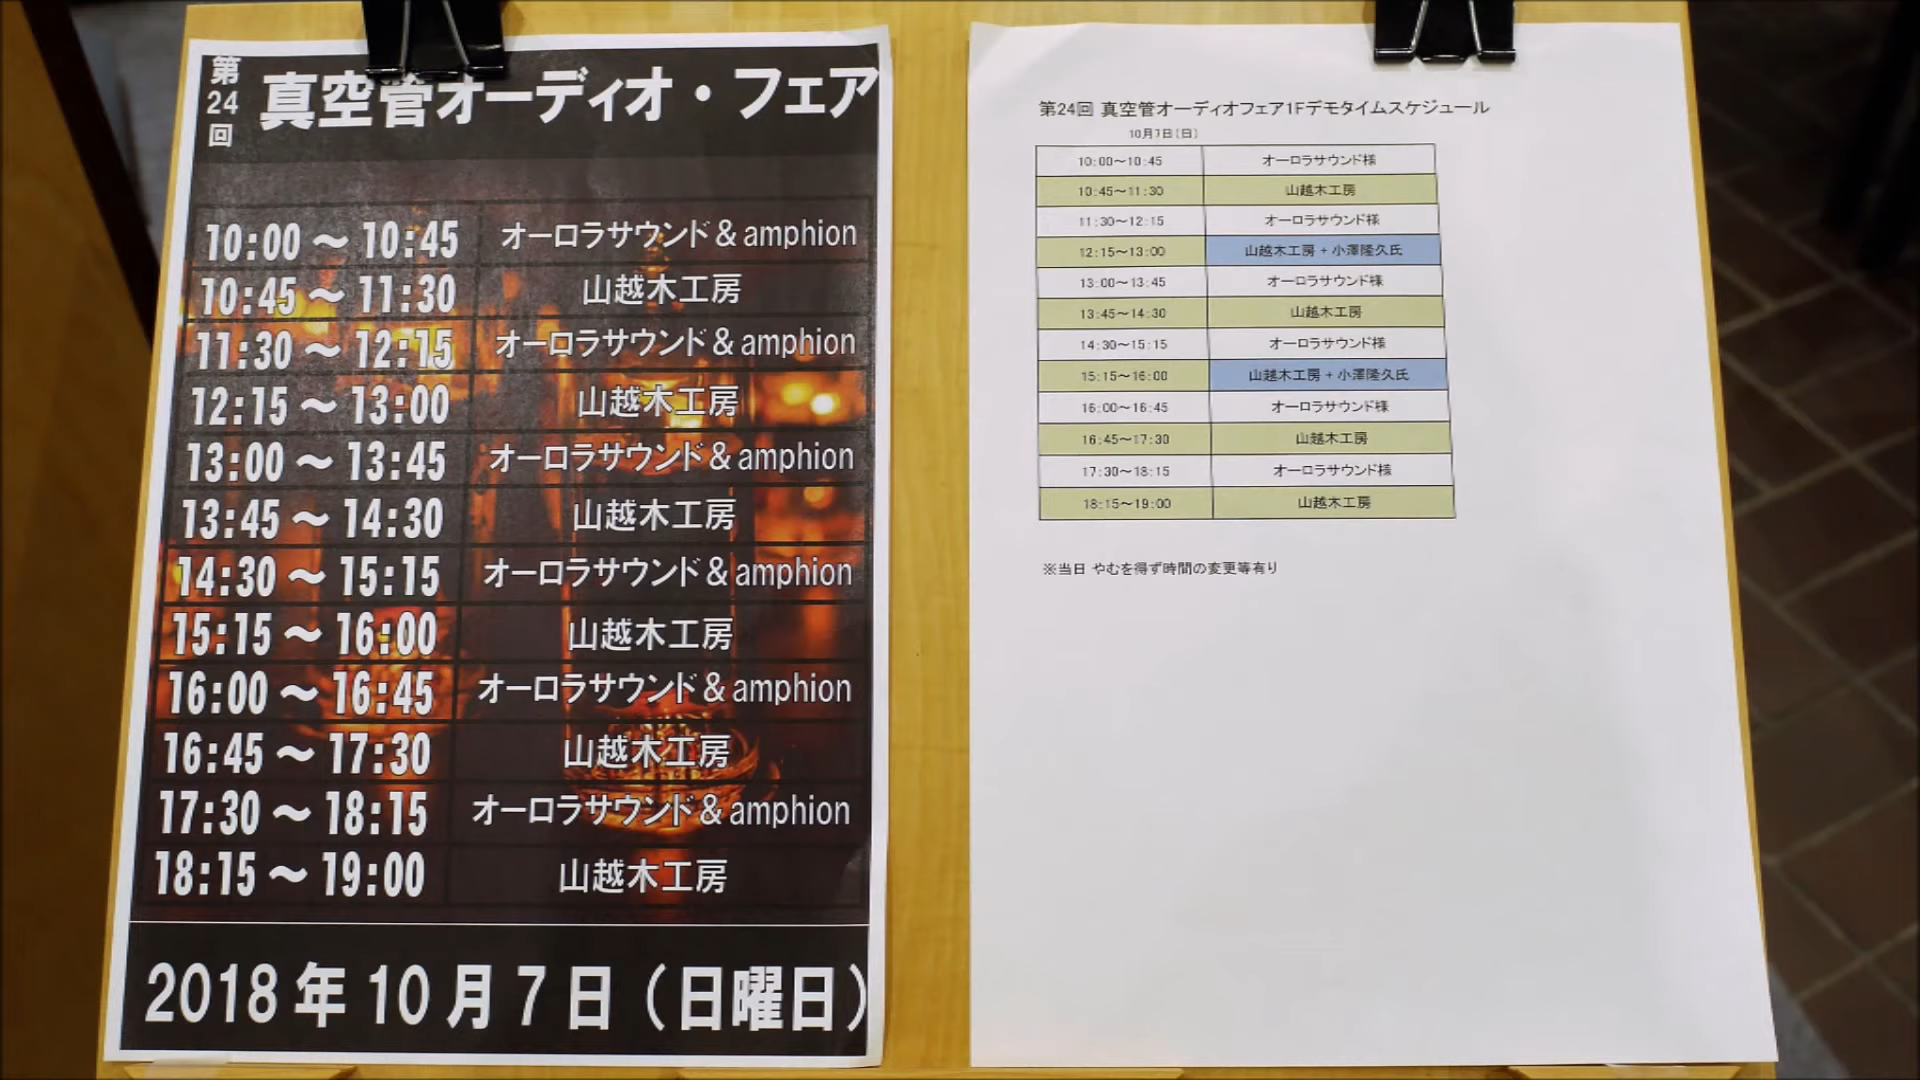 第24回 真空管オーディオ・フェア
10:00～10:45 オーロラサウンド&amphion
10:45～11:30 山越木工房
11:30～12:15 オーロラサウンド&amphion
12:15～13:00 山越木工房
13:00～13:45 オーロラサウンド&amphion
13:45～14:30 山越木工房
14:30～15:15 オーロラサウンド&amphion
15:15～16:00 山越木工房
16:00～16:45 オーロラサウンド&amphion
16:45～17:30 山越木工房
17:30～18:15 オーロラサウンド&amphion
18:15～19:00 山越木工房
2018年10月7日(日曜日)
第24回 真空管オーディオフェア1Fデモタイムスケジュール
10月7日(日)
10:00～10:45 オーロラサウンド様
10:45～11:30 山越木工房
11:30～12:15 オーロラサウンド様
12:15～13:00 山越木工房 + 小澤隆久氏
13:00～13:45 オーロラサウンド様
13:45～14:30 山越木工房
14:30～15:15 オーロラサウンド様
15:15～16:00 山越木工房 + 小澤隆久氏
16:00～16:45 オーロラサウンド様
16:45～17:30 山越木工房
17:30～18:15 オーロラサウンド様
18:15～19:00 山越木工房
※当日 やむを得ず時間の変更等有り